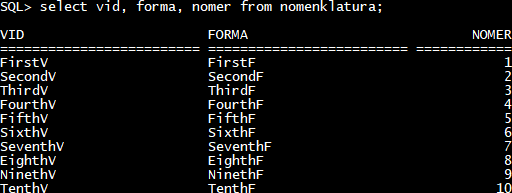 SQL> select vid, forma, nomer from nomenklatura;
VID FORMA NOMER
========================= ========================= ============
FirstV FirstF 1
SecondV SecondF 2
ThirdV ThirdF 3
FourthV FourthF 4
FifthV FifthF 5
SixthV SixthF 6
SeventhV SeventhF 7
EighthV EighthF 8
NinethV NinethF 9
TenthV TenthF 10